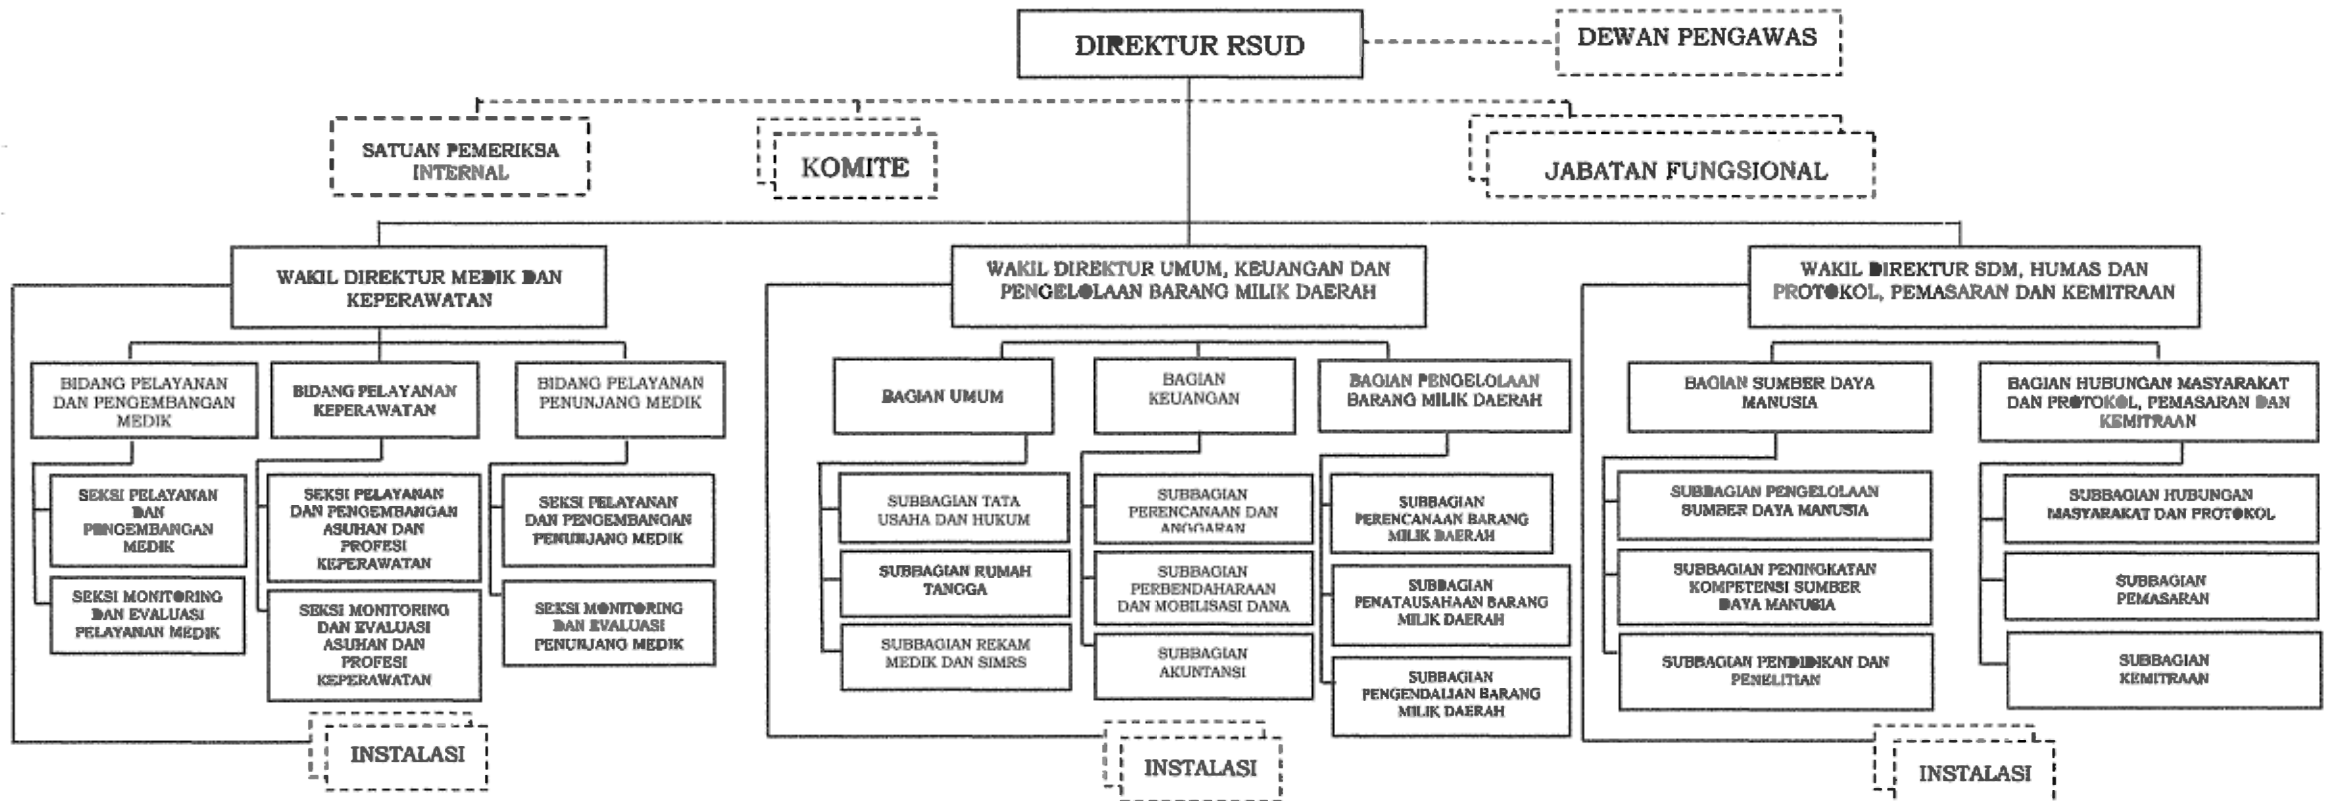 DIREKTUR RSUD
DEWAN PENGAWAS
SATUAN PEMERIKSA
INTERNAL
KOMITE
JABATAN FUNGSIONAL
WAKIL DIREKTUR MEDIK DAN
KEPERAWATAN
WAKIL DIREKTUR UMUM, KEUANGAN DAN
PENGELOLAAN BARANG MILIK DAERAH
WAKIL DIREKTUR SDM, HUMAS DAN
PROTOKOL, PEMASARAN DAN KEMITRAAN
BIDANG PELAYANAN
DAN PENGEMBANGAN
MEDIK
BIDANG PELAYANAN
KEPERAWATAN
BIDANG PELAYANAN
PENUNJANG MEDIK
BAGIAN UMUM
BAGIAN
KEUANGAN
BAGIAN PENGELOLAAN
BARANG MILIK DAERAH
BAGIAN SUMBER DAYA
MANUSIA
BAGIAN HUBUNGAN MASYARAKAT
DAN PROTOKOL, PEMASARAN DAN
KEMITRAAN
SEKSI PELAYANAN
DAN
PENGEMBANGAN
MEDIK
SEKSI MONITORING
DAN EVALUASI
PELAYANAN MEDIK
SEKSI PELAYANAN
DAN PENGEMBANGAN
ASUHAN DAN
PROFESI
KEPERAWATAN
SEKSI MONITORING
DAN EVALUASI
ASUHAN DAN
PROFESI
KEPERAWATAN
SEKSI PELAYANAN
DAN PENGEMBANGAN
PENUNJANG MEDIK
SEKSI MONITORING
DAN EVALUASI
PENUNJANG MEDIK
SUBBAGIAN TATA
USAHA DAN HUKUM
SUBBAGIAN RUMAH
TANGGA
SUBBAGIAN REKAM
MEDIK DAN SIMRS
SUBBAGIAN
PERENCANAAN DAN
ANGGARAN
SUBBAGIAN
PERBENDAHARAAN
DAN MOBILISASI DANA
SUBBAGIAN
AKUNTANSI
SUBBAGIAN
PERENCANAAN BARANG
MILIK DAERAH
SUBBAGIAN
PENATAUSAHAAN BARANG
MILIK DAERAH
SUBBAGIAN
PENGENDALIAN BARANG
MILIK DAERAH
SUBBAGIAN PENGELOLAAN
SUMBER DAYA MANUSIA
SUBBAGIAN PENINGKATAN
KOMPETENSI SUMBER
DAYA MANUSIA
SUBBAGIAN PENDIDIKAN DAN
PENELITIAN
SUBBAGIAN HUBUNGAN
MASYARAKAT DAN PROTOKOL
SUBBAGIAN
PEMASARAN
SUBBAGIAN
KEMITRAAN
INSTALASI
INSTALASI
INSTALASI